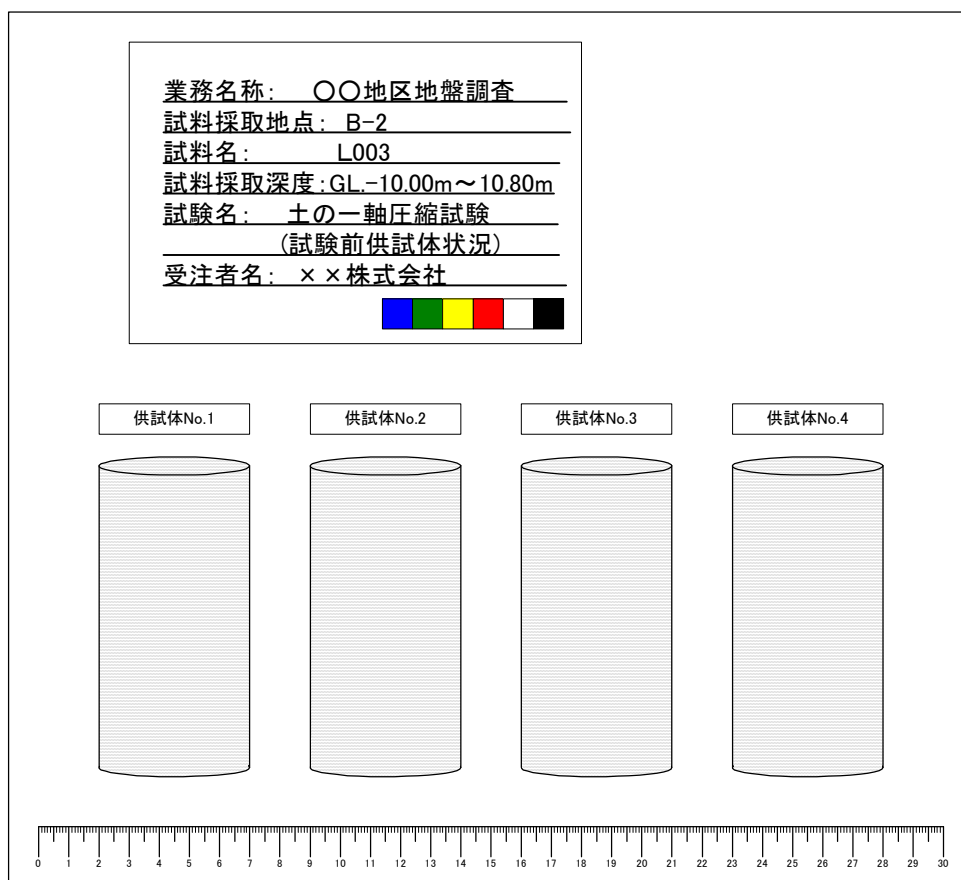 業務名称: 〇〇地区地盤調査
試料採取地点: B-2
試料名: L003
試料採取深度:GL.-10.00m～10.80m
試験名: 土の一軸圧縮試験
(試験前供試体状況)
受注者名: ××株式会社
供試体No.1 供試体No.2 供試体No.3 供試体No.4
0 1 2 3 4 5 6 7 8 9 10 11 12 13 14 15 16 17 18 19 20 21 22 23 24 25 26 27 28 29 30